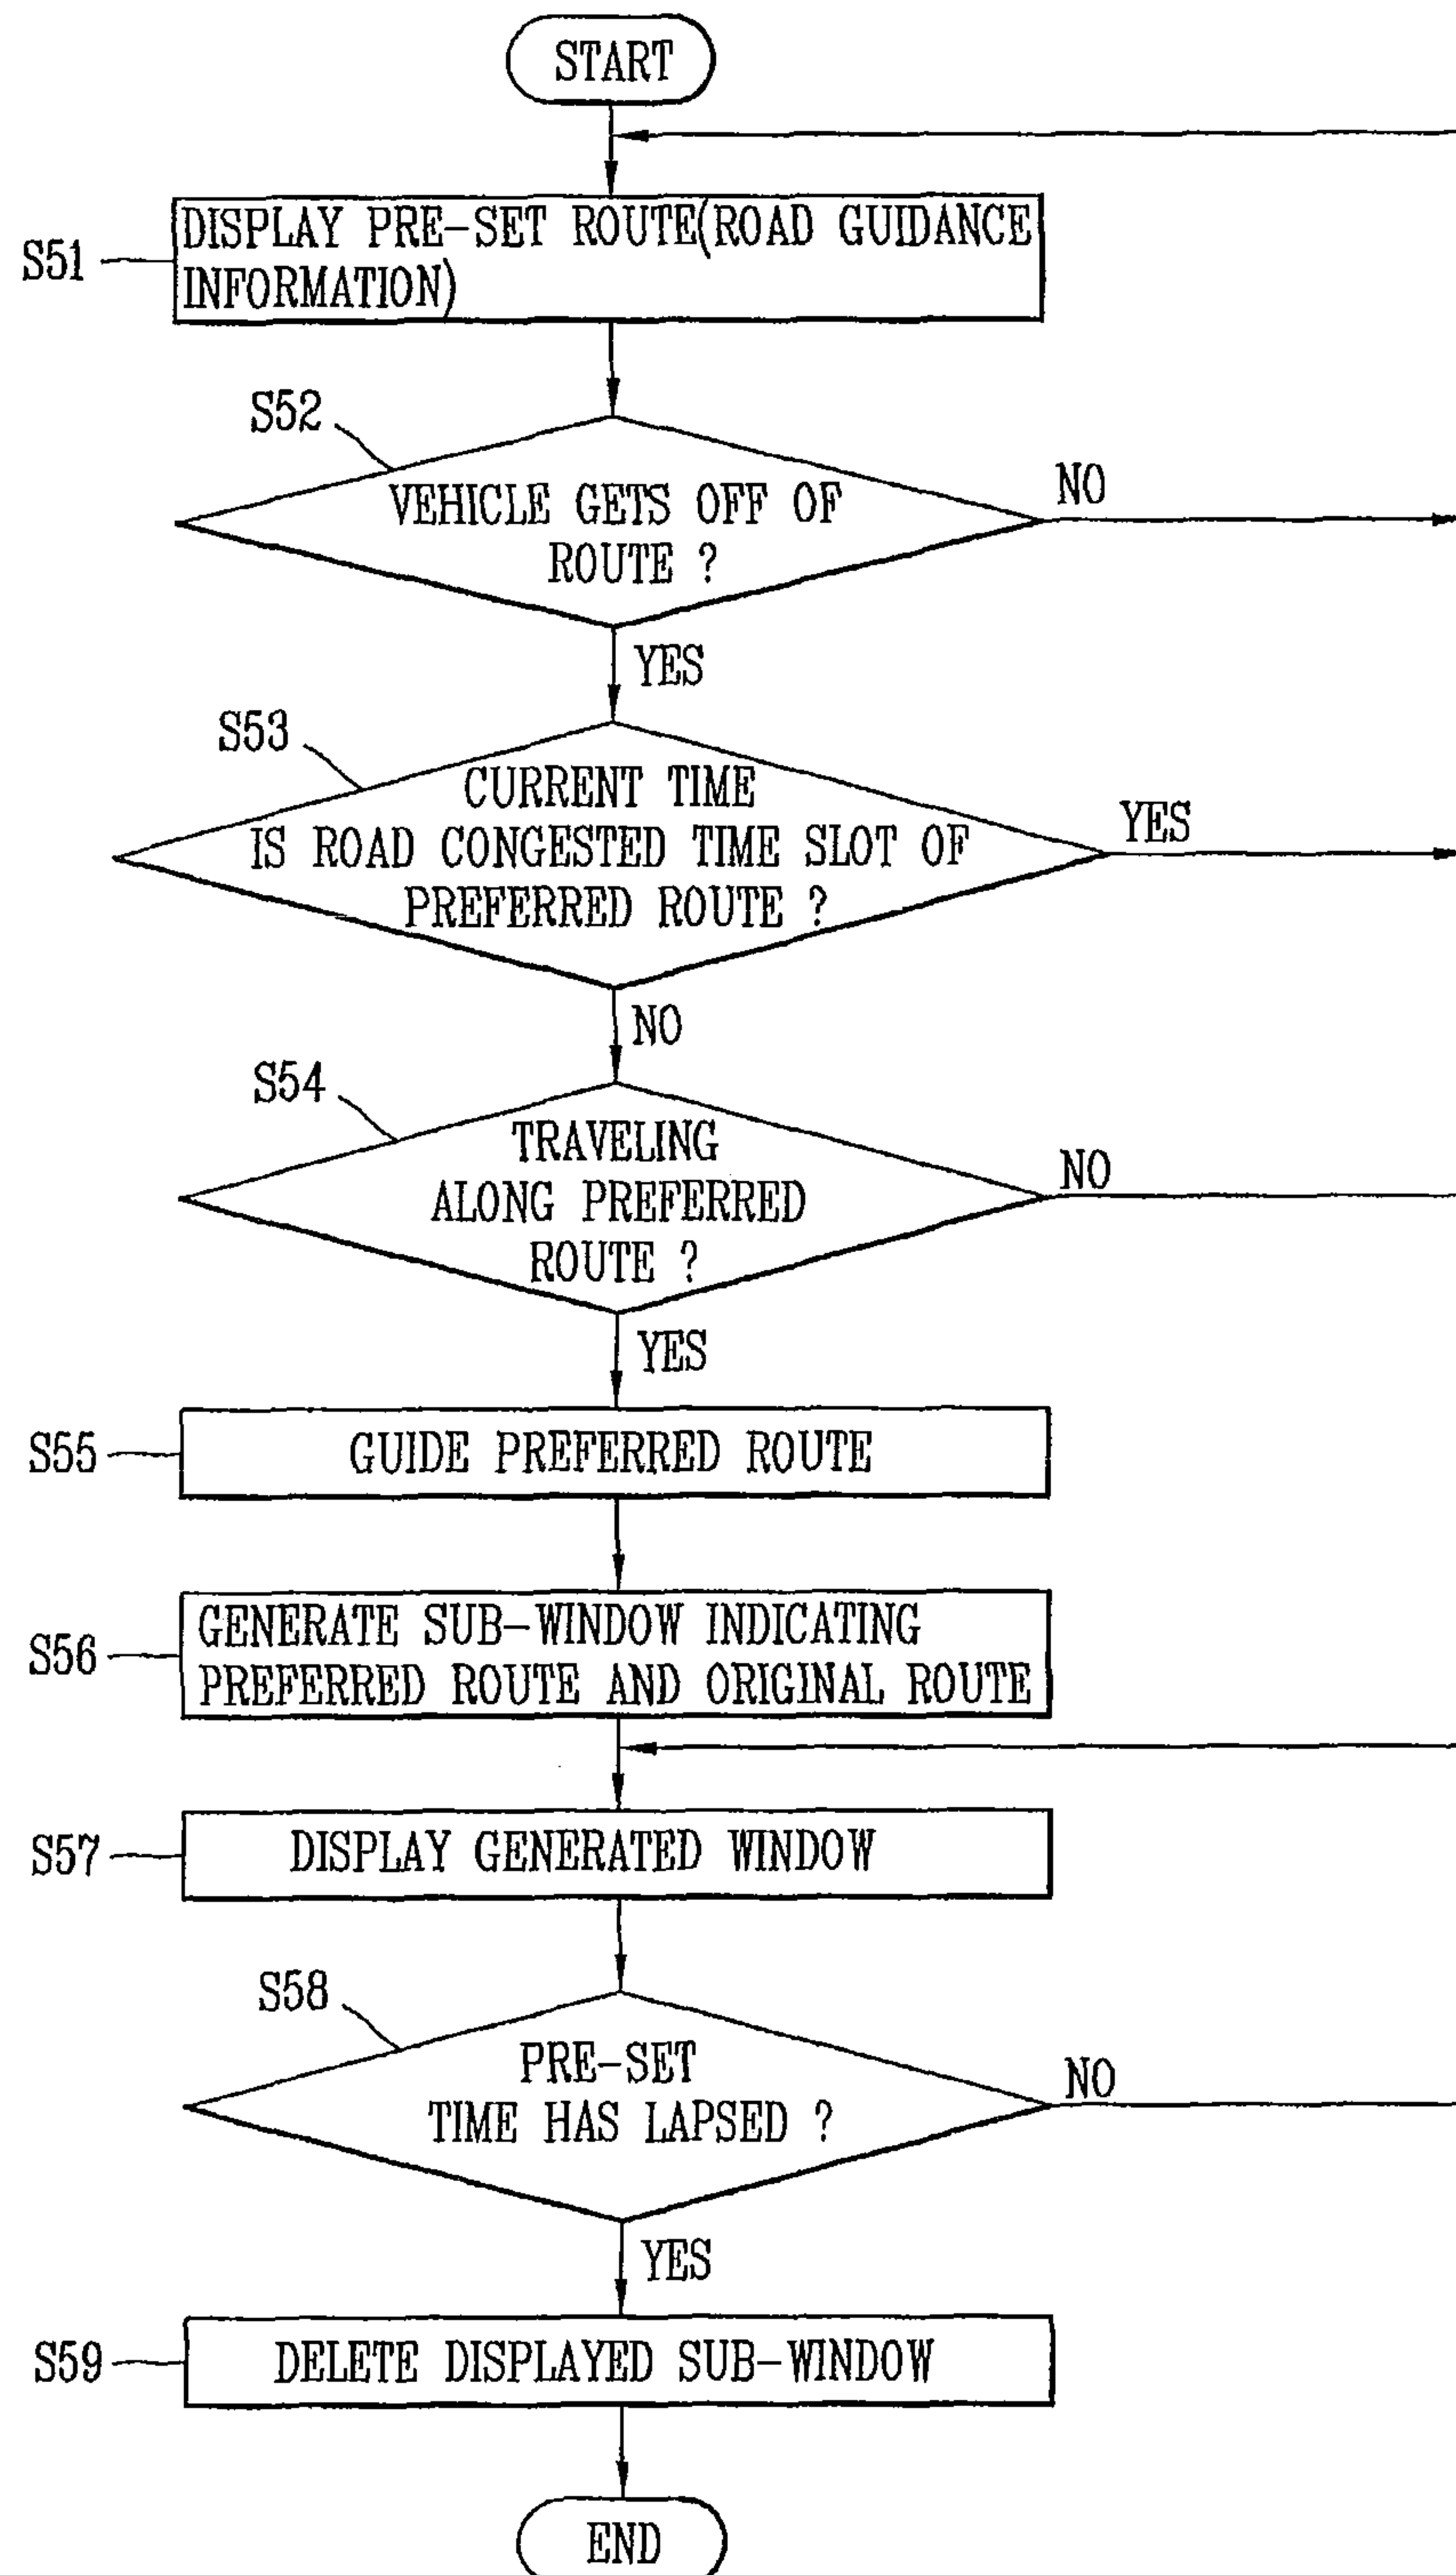 START
DISPLAY PRE-SET ROUTE(ROAD GUIDANCE
INFORMATION)
S51
S52
VEHICLE GETS OFF OF
ROUTE ?
NO
YES
S53
CURRENT TIME
IS ROAD CONGESTED TIME SLOT OF
PREFERRED ROUTE ?
YES
NO
S54
TRAVELING
ALONG PREFERRED
ROUTE ?
NO
YES
S55
GUIDE PREFERRED ROUTE
S56
GENERATE SUB-WINDOW INDICATING
PREFERRED ROUTE AND ORIGINAL ROUTE
S57
DISPLAY GENERATED WINDOW
S58
PRE-SET
TIME HAS LAPSED ?
NO
YES
S59
DELETE DISPLAYED SUB-WINDOW
END